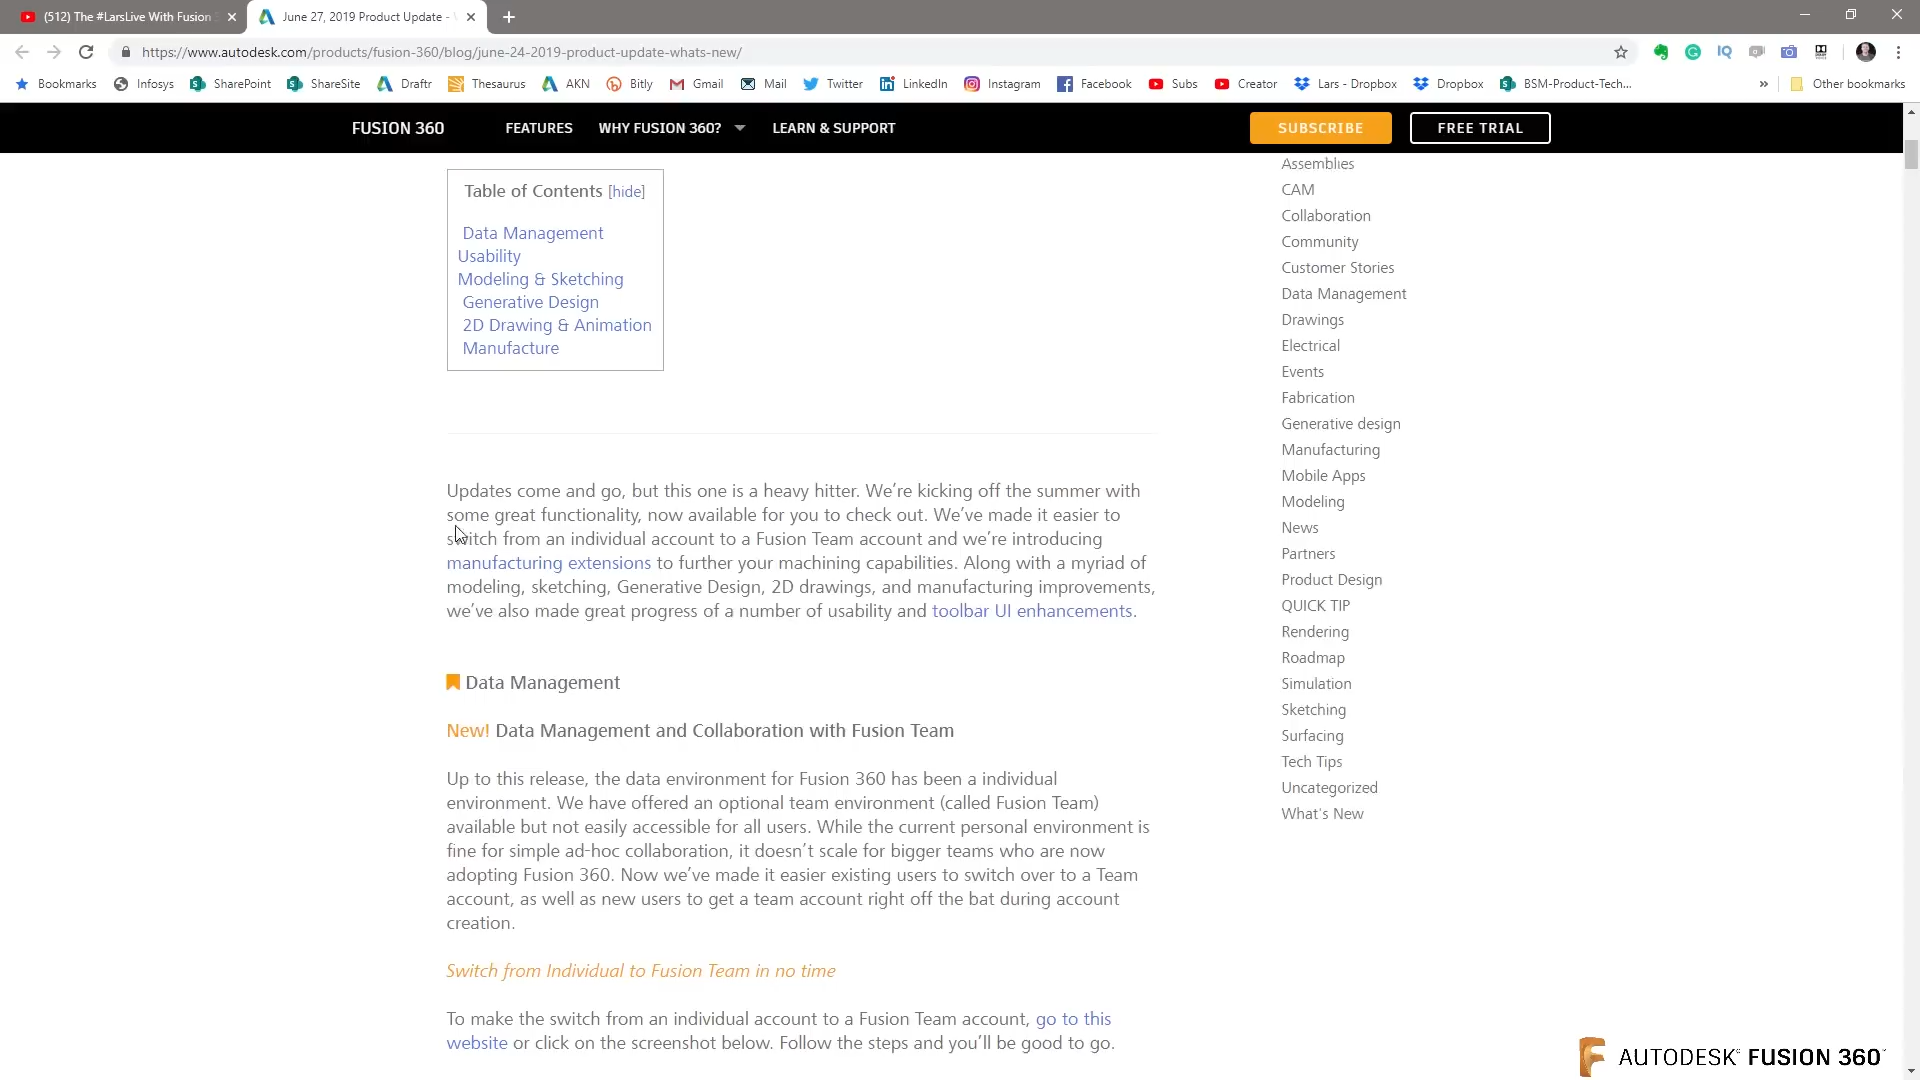 (512) The #LarsLive With Fusion
June 27, 2019 Product Update -
https://www.autodesk.com/products/fusion-360/blog/june-24-2019-product-update-whats-new/
Bookmarks Infosys SharePoint ShareSite Draftr Thesaurus AKN Bitly Gmail Mail Twitter LinkedIn Instagram Facebook Subs Creator Lars - Dropbox Dropbox BSM-Product-Tech... » Other bookmarks
FUSION 360 FEATURES WHY FUSION 360? LEARN & SUPPORT SUBSCRIBE FREE TRIAL
Table of Contents [hide]
Data Management
Usability
Modeling & Sketching
Generative Design
2D Drawing & Animation
Manufacture
Updates come and go, but this one is a heavy hitter. We're kicking off the summer with
some great functionality, now available for you to check out. We've made it easier to
switch from an individual account to a Fusion Team account and we're introducing
manufacturing extensions to further your machining capabilities. Along with a myriad of
modeling, sketching, Generative Design, 2D drawings, and manufacturing improvements,
we've also made great progress of a number of usability and toolbar UI enhancements.
Data Management
New! Data Management and Collaboration with Fusion Team
Up to this release, the data environment for Fusion 360 has been a individual
environment. We have offered an optional team environment (called Fusion Team)
available but not easily accessible for all users. While the current personal environment is
fine for simple ad-hoc collaboration, it doesn't scale for bigger teams who are now
adopting Fusion 360. Now we've made it easier existing users to switch over to a Team
account, as well as new users to get a team account right off the bat during account
creation.
Switch from Individual to Fusion Team in no time
To make the switch from an individual account to a Fusion Team account, go to this
website or click on the screenshot below. Follow the steps and you'll be good to go.
Assemblies
CAM
Collaboration
Community
Customer Stories
Data Management
Drawings
Electrical
Events
Fabrication
Generative design
Manufacturing
Mobile Apps
Modeling
News
Partners
Product Design
QUICK TIP
Rendering
Roadmap
Simulation
Sketching
Surfacing
Tech Tips
Uncategorized
What's New
AUTODESK® FUSION 360